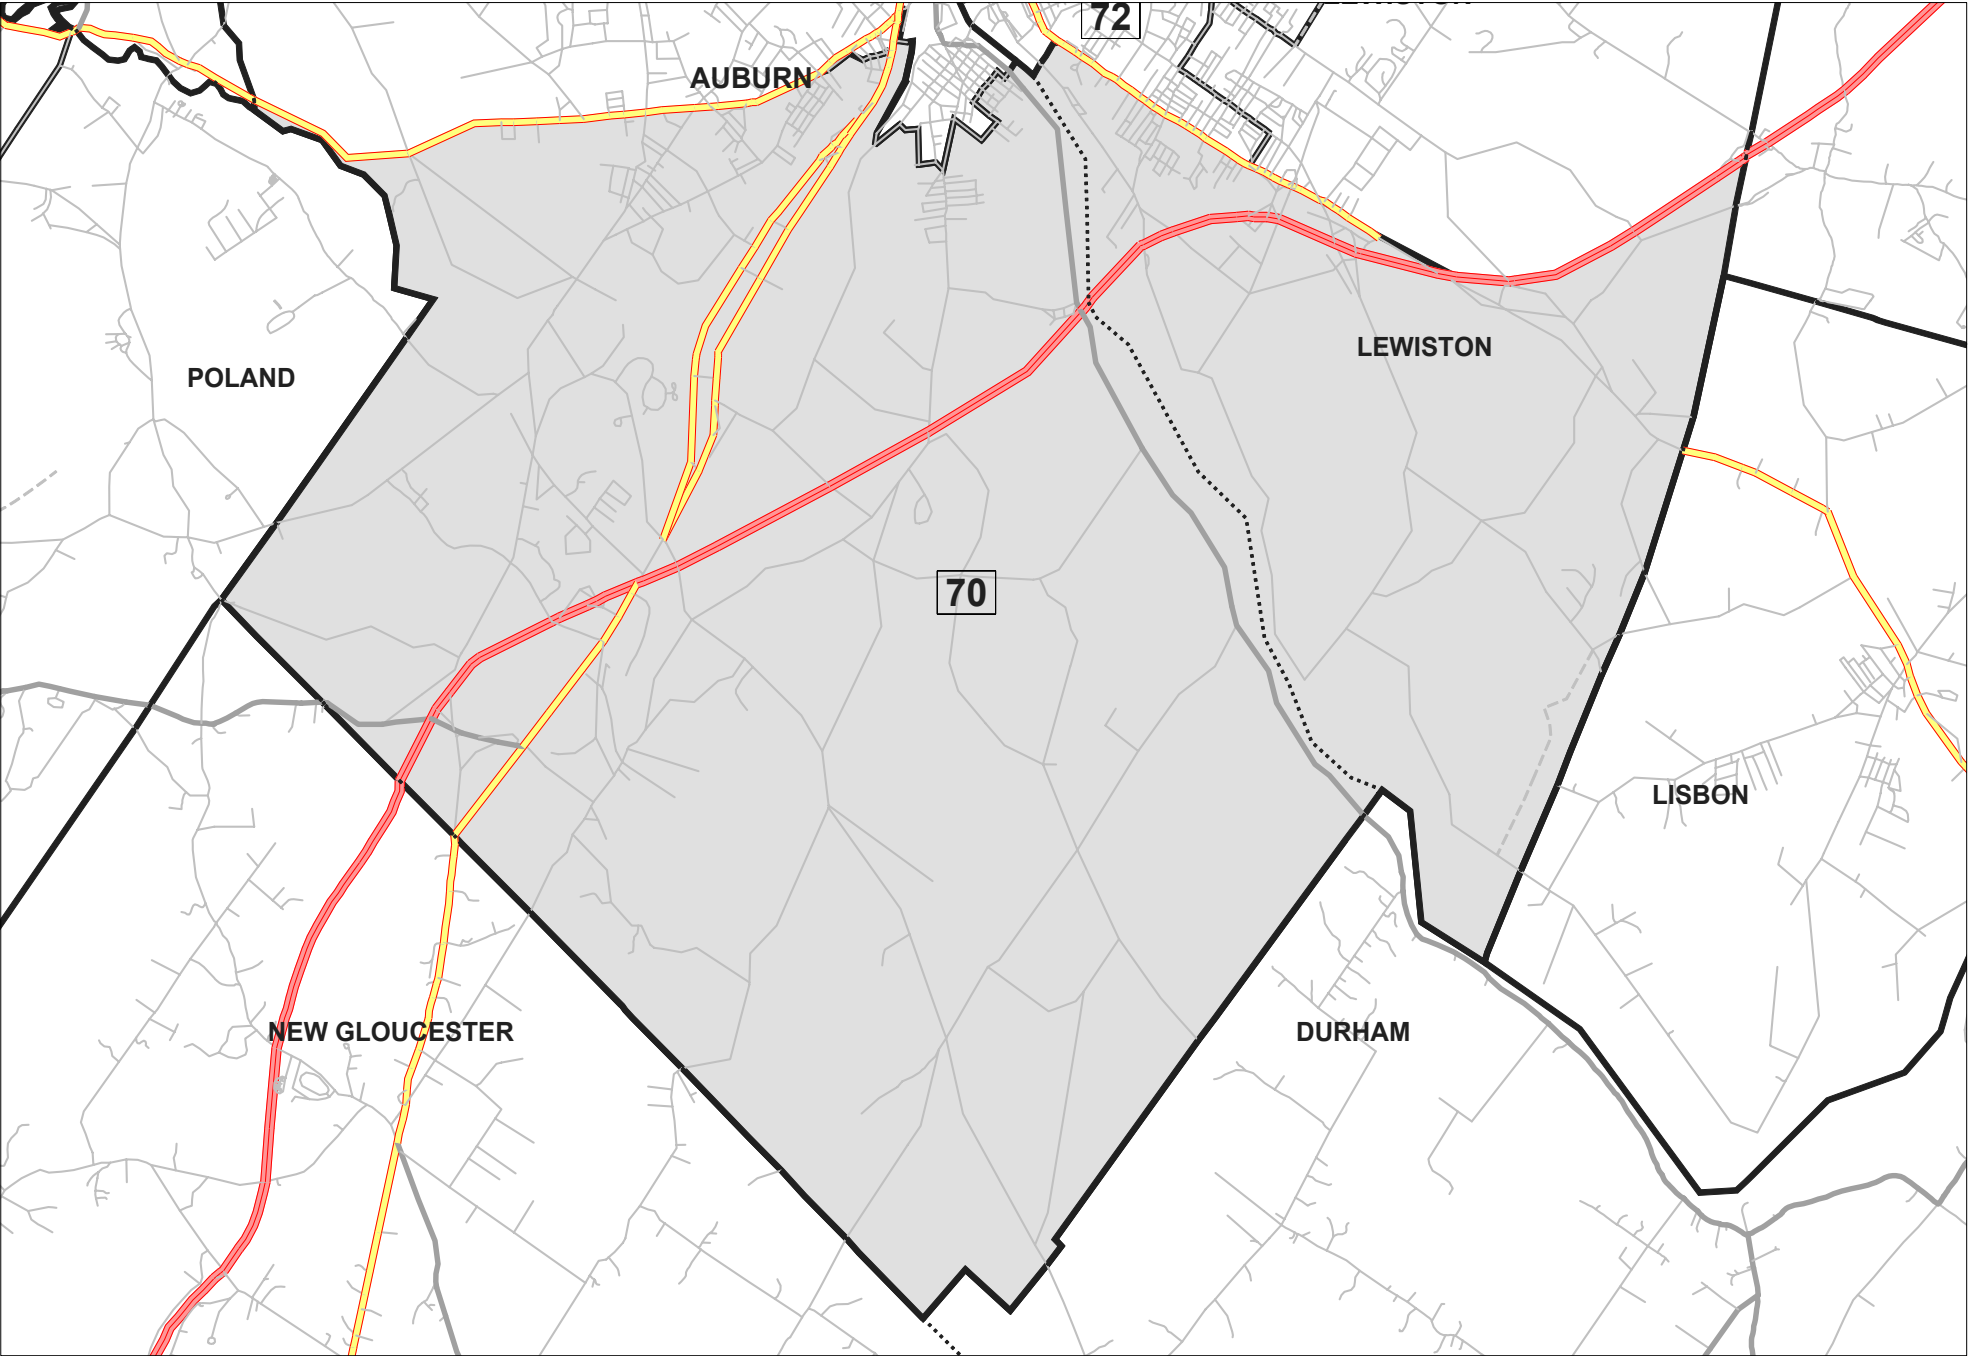 72
AUBURN
LEWISTON
POLAND
70
LISBON
NEW GLOUCESTER
DURHAM